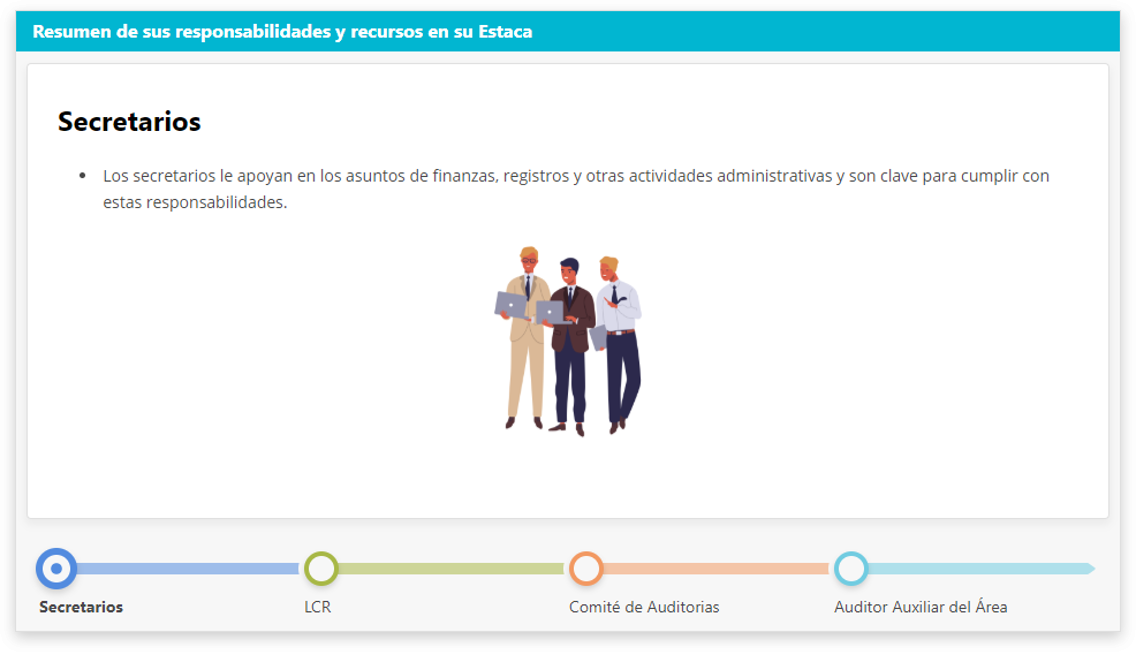 Resumen de sus responsabilidades y recursos en su Estaca
Secretarios
• Los secretarios le apoyan en los asuntos de finanzas, registros y otras actividades administrativas y son clave para cumplir con
estas responsabilidades.
Secretarios
LCR
Comité de Auditorias
Auditor Auxiliar del Área